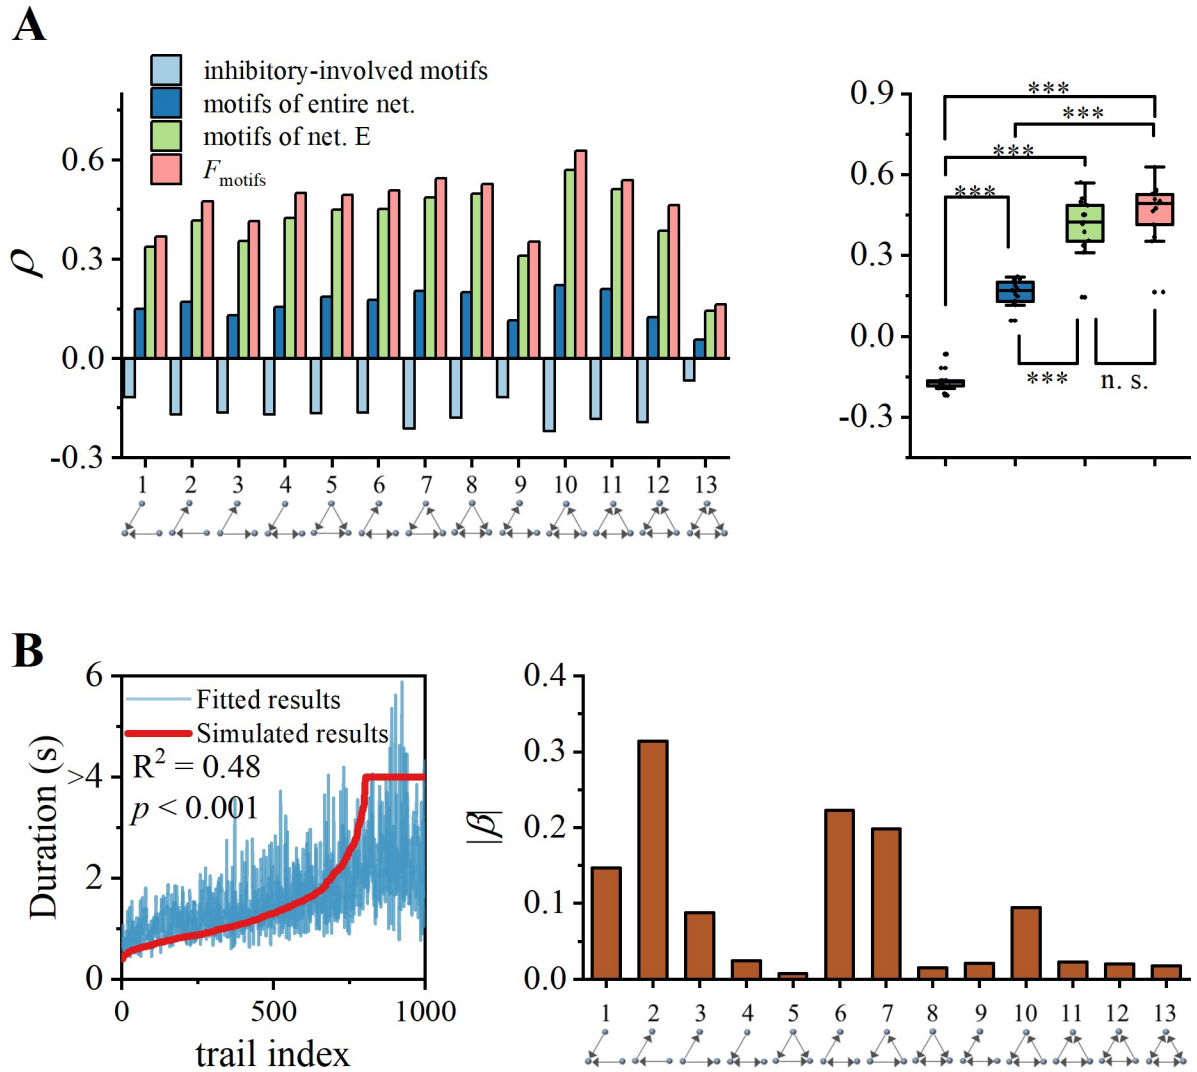 A
inhibitory-involved motifs
motifs of entire net.
motifs of net. E
Fmotifs
ρ
0.6
0.3
0.0
-0.3
1 2 3 4 5 6 7 8 9 10 11 12 13
0.9
0.6
0.3
0.0
-0.3
***
***
***
***
***
n. s.
B
Duration (s)
6
>4
2
0
Fitted results
Simulated results
R² = 0.48
p < 0.001
0 500 1000
trail index
|β|
0.4
0.3
0.2
0.1
0.0
1 2 3 4 5 6 7 8 9 10 11 12 13